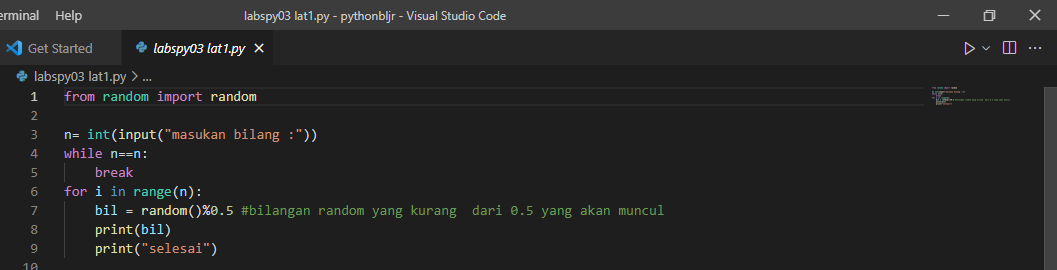 erminal Help labspy03 lat1.py - pythonbljr - Visual Studio Code
Get Started labspy03 lat1.py
labspy03 lat1.py > ...
1 from random import random
2
3 n= int(input("masukan bilang :"))
4 while n==n:
5     break
6 for i in range(n):
7     bil = random()%0.5 #bilangan random yang kurang  dari 0.5 yang akan muncul
8     print(bil)
9     print("selesai")
10